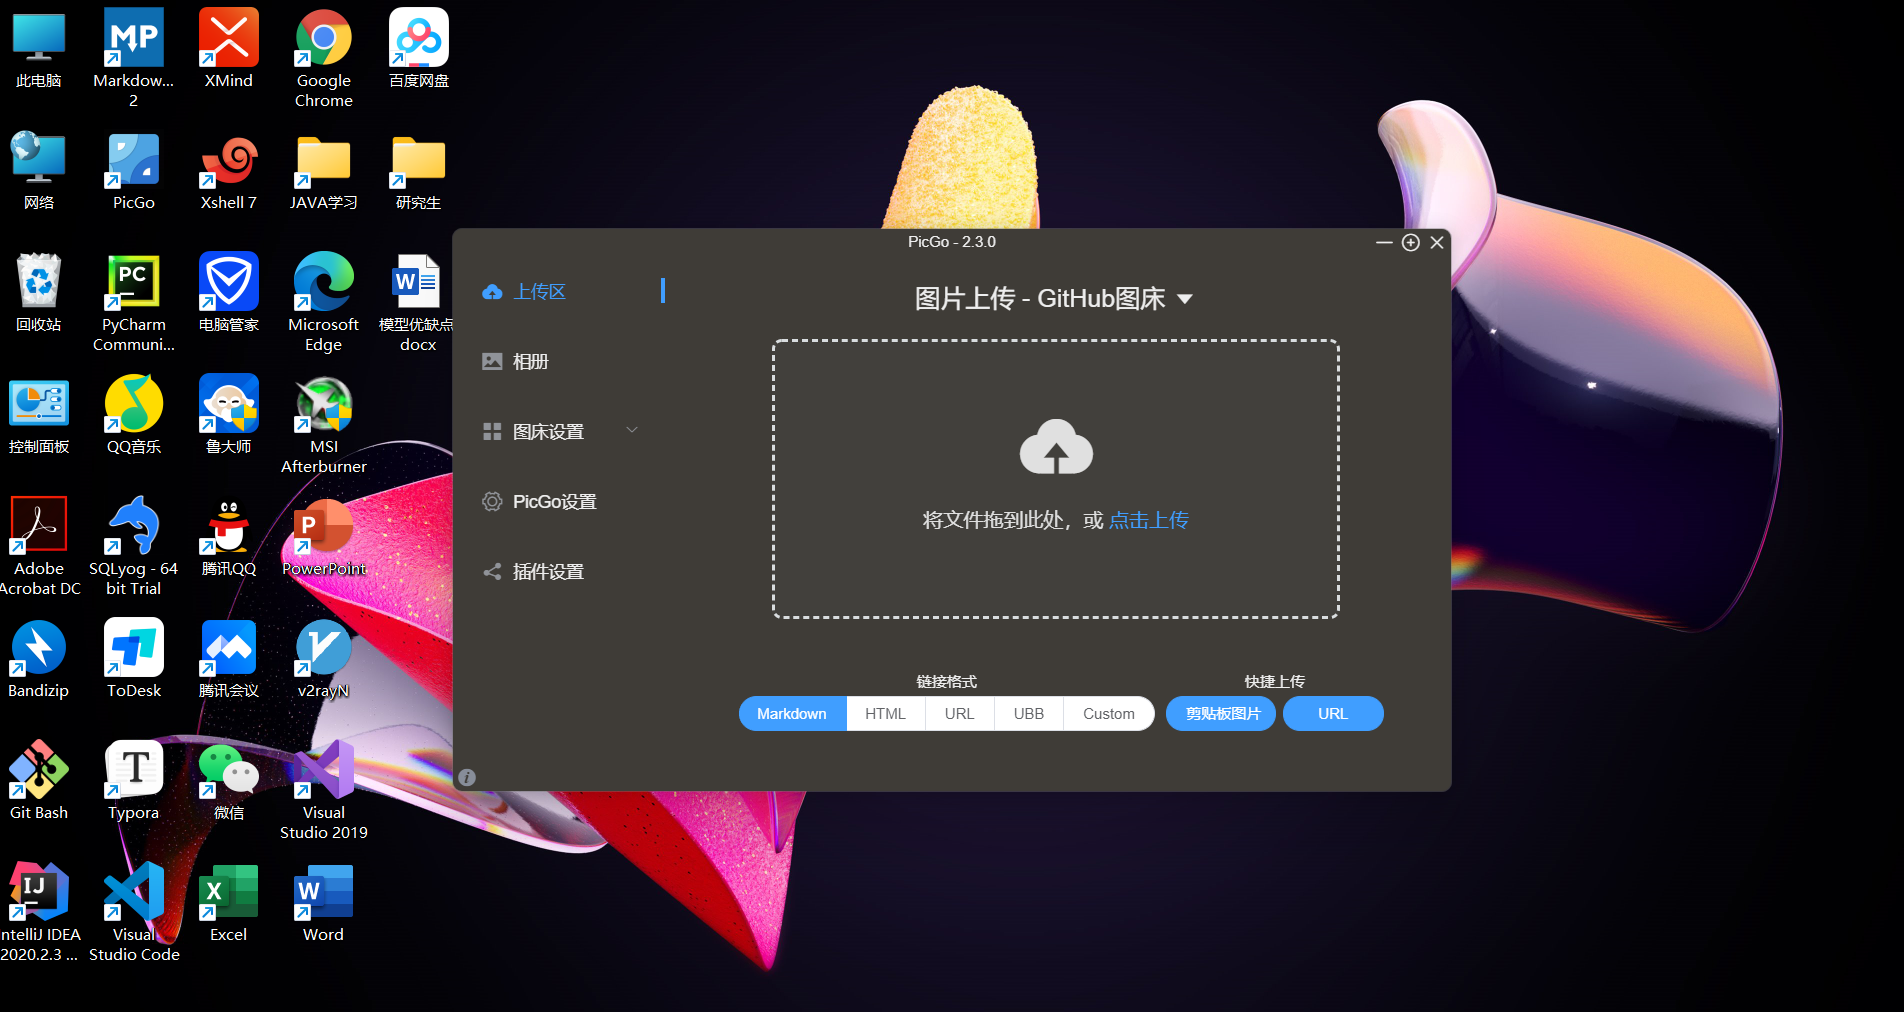 此电脑
Markdow...
2
XMind
Google
Chrome
百度网盘
网络
PicGo
Xshell 7
JAVA学习
研究生
回收站
PyCharm
Communi...
电脑管家
Microsoft
Edge
模型优缺点
docx
控制面板
QQ音乐
鲁大师
MSI
Afterburner
Adobe
Acrobat DC
SQLyog - 64
bit Trial
腾讯QQ
PowerPoint
Bandizip
ToDesk
腾讯会议
v2rayN
Git Bash
Typora
微信
Visual
Studio 2019
IntelliJ IDEA
2020.2.3 ...
Visual
Studio Code
Excel
Word
PicGo - 2.3.0
上传区
相册
图床设置
PicGo设置
插件设置
图片上传 - GitHub图床
将文件拖到此处，或 点击上传
链接格式
快捷上传
Markdown
HTML
URL
UBB
Custom
剪贴板图片
URL